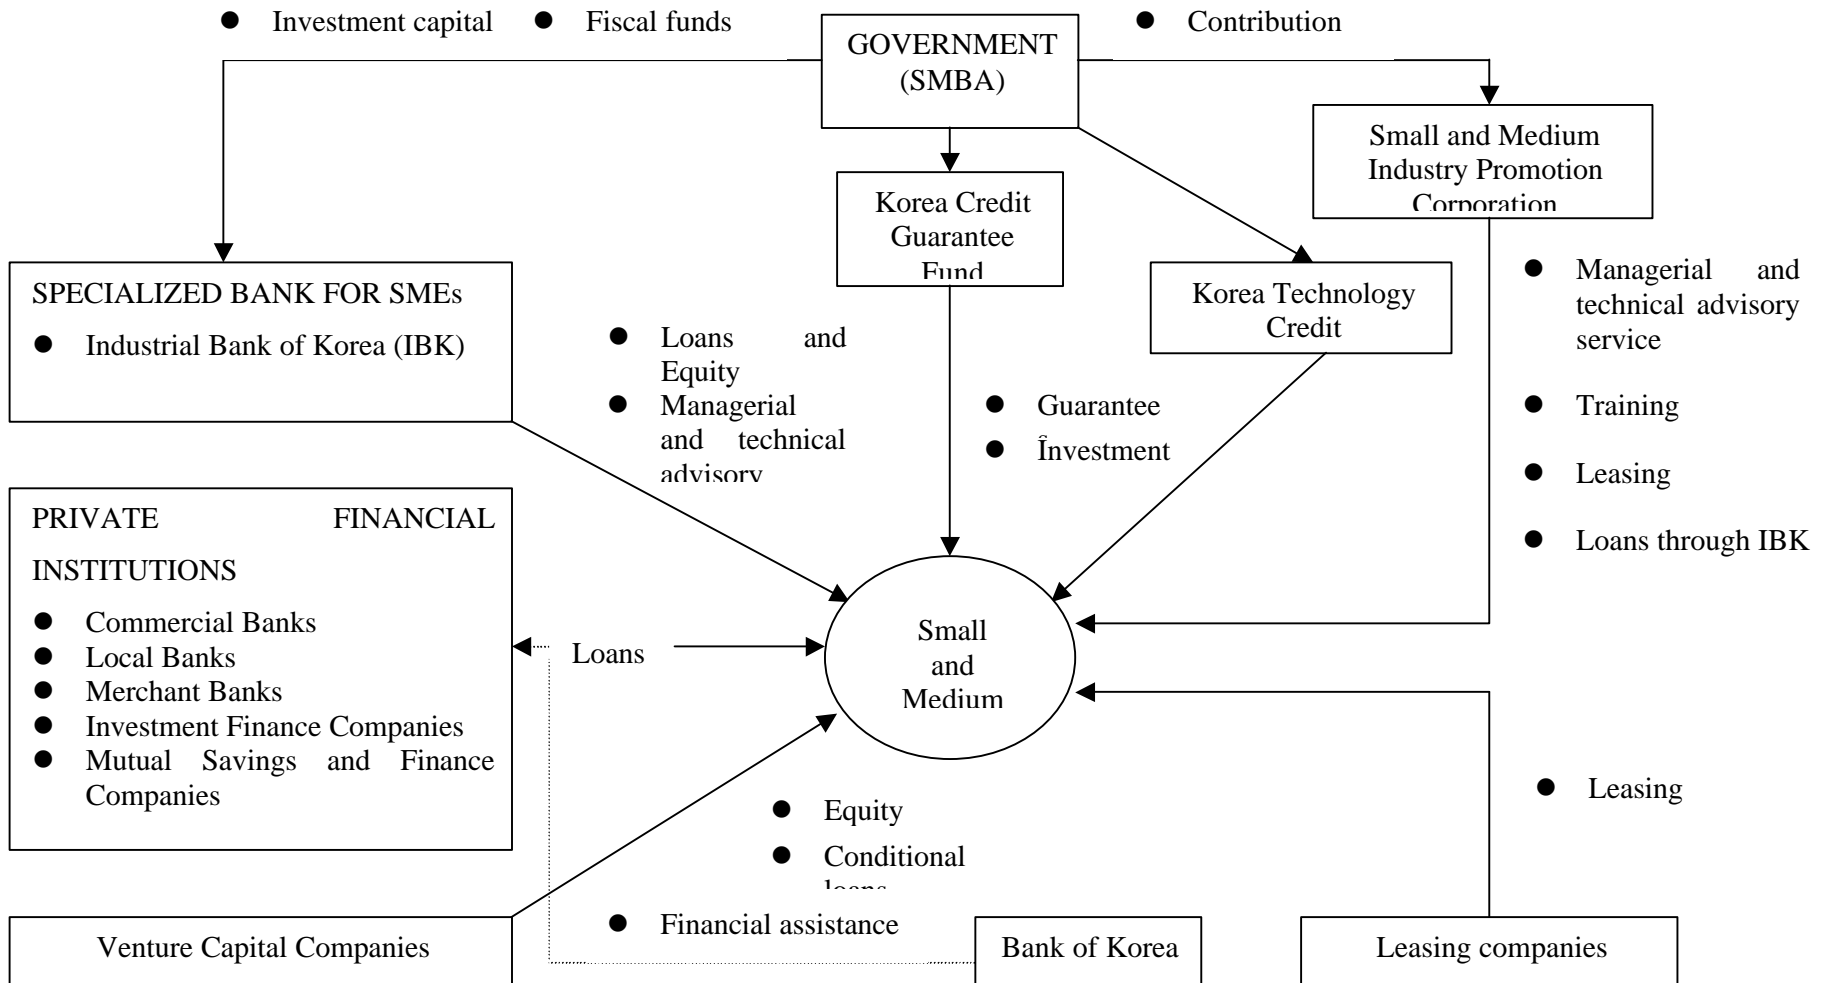 ● Investment capital ● Fiscal funds
● Contribution
GOVERNMENT
(SMBA)
Small and Medium
Industry Promotion
Corporation
Korea Credit
Guarantee
Fund
Korea Technology
Credit
SPECIALIZED BANK FOR SMEs
● Industrial Bank of Korea (IBK)
● Loans and
Equity
● Managerial
and technical
advisory
● Guarantee
● Investment
● Managerial and
technical advisory
service
● Training
● Leasing
● Loans through IBK
PRIVATE FINANCIAL
INSTITUTIONS
● Commercial Banks
● Local Banks
● Merchant Banks
● Investment Finance Companies
● Mutual Savings and Finance
Companies
Loans
Small
and
Medium
● Leasing
● Equity
● Conditional
loans
● Financial assistance
Venture Capital Companies
Bank of Korea
Leasing companies